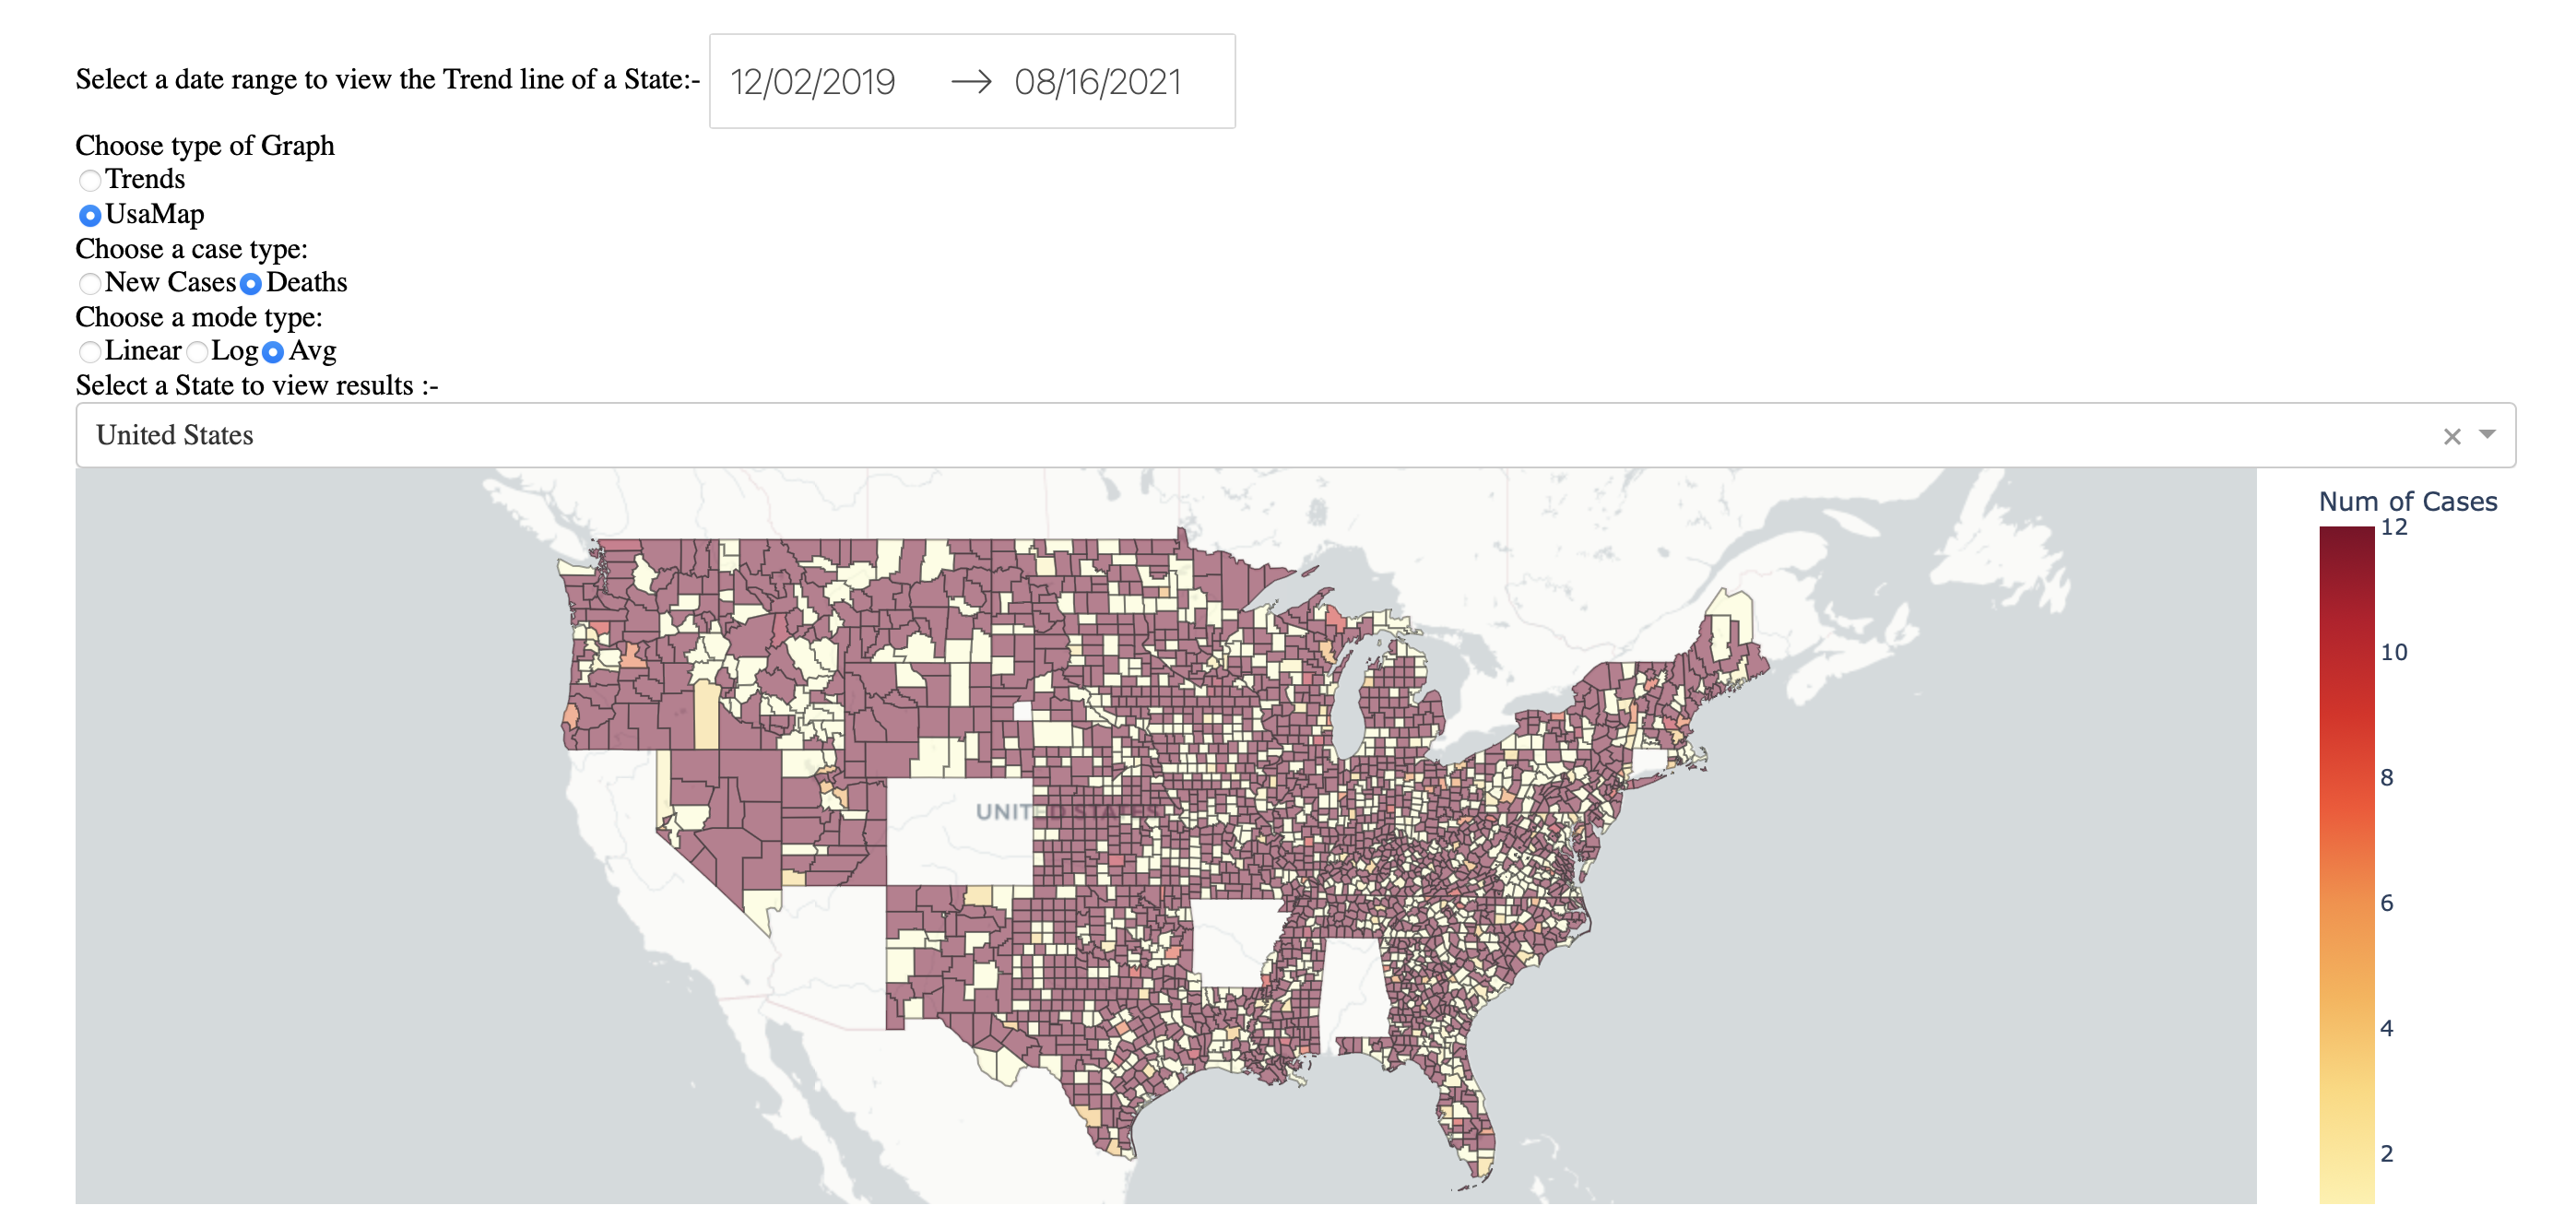 Select a date range to view the Trend line of a State:- 12/02/2019 → 08/16/2021
Choose type of Graph
Trends
UsaMap
Choose a case type:
New Cases Deaths
Choose a mode type:
Linear Log Avg
Select a State to view results :-
United States
Num of Cases
12
10
8
6
4
2
UNITED STATES